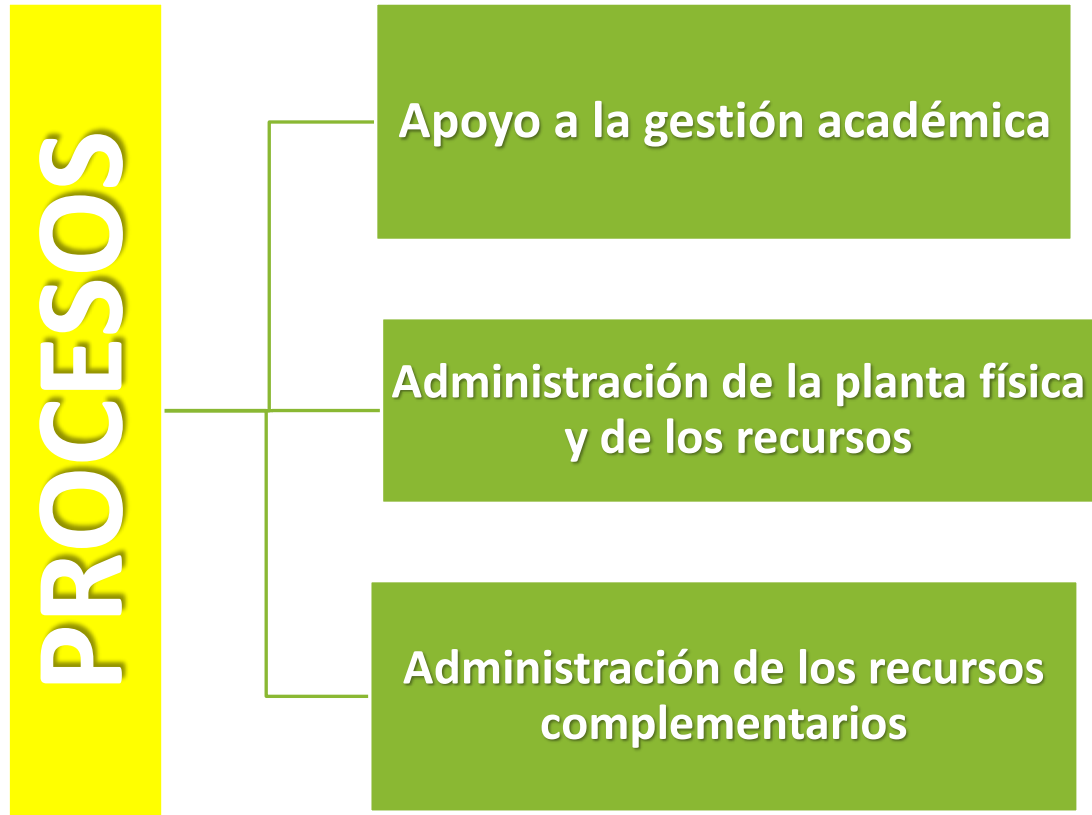 PROCESOS
Apoyo a la gestión académica
Administración de la planta física
y de los recursos
Administración de los recursos
complementarios